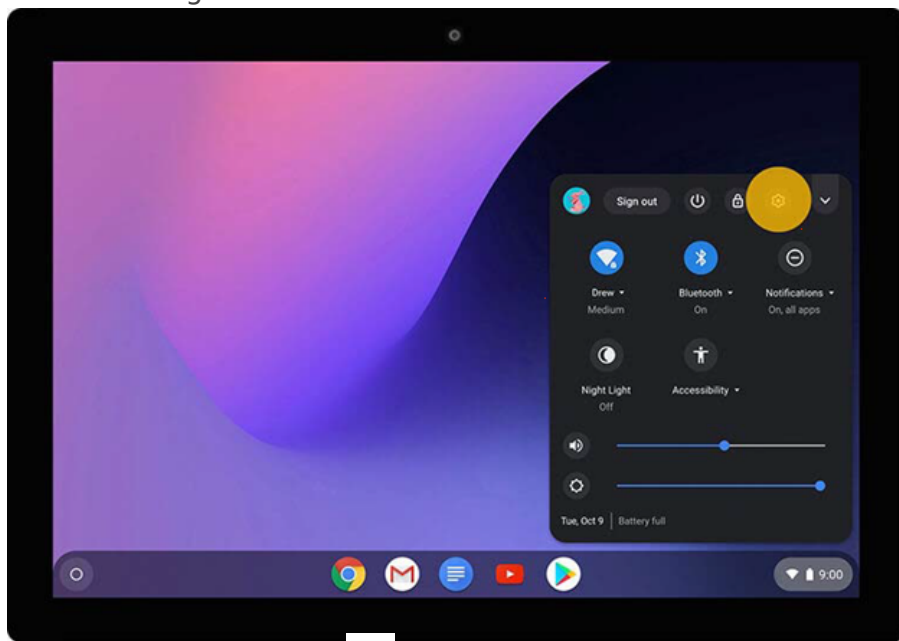 Sign out
Drew
Medium
Bluetooth
On
Notifications
On, all apps
Night Light
Off
Accessibility
Tue, Oct 9
Battery full
9:00